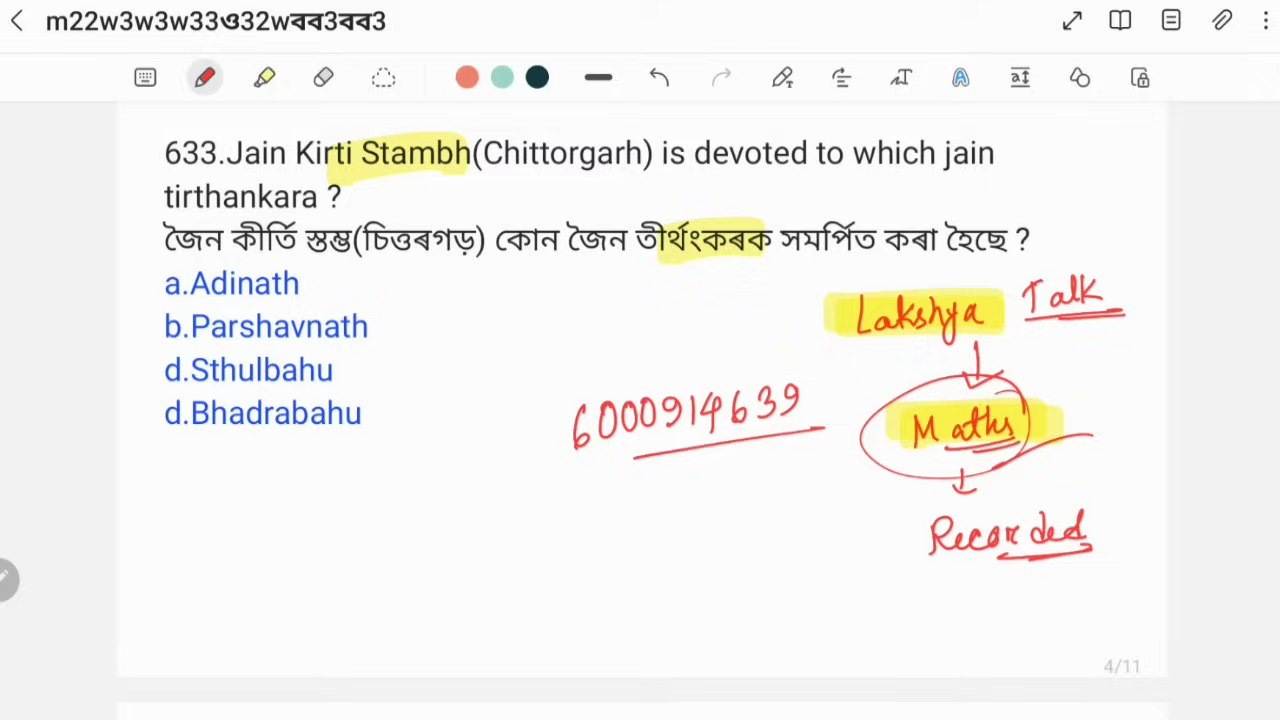 m22w3w3w33ও32wবব3বব3
633.Jain Kirti Stambh(Chittorgarh) is devoted to which jain
tirthankara ?
জৈন কীৰ্তি স্তম্ভ(চিত্তৰগড়) কোন জৈন তীৰ্থংকৰক সমৰ্পিত কৰা হৈছে ?
a.Adinath
b.Parshavnath
d.Sthulbahu
d.Bhadrabahu
Lakshya Talk
6000914639
Maths
Recorded
4/11